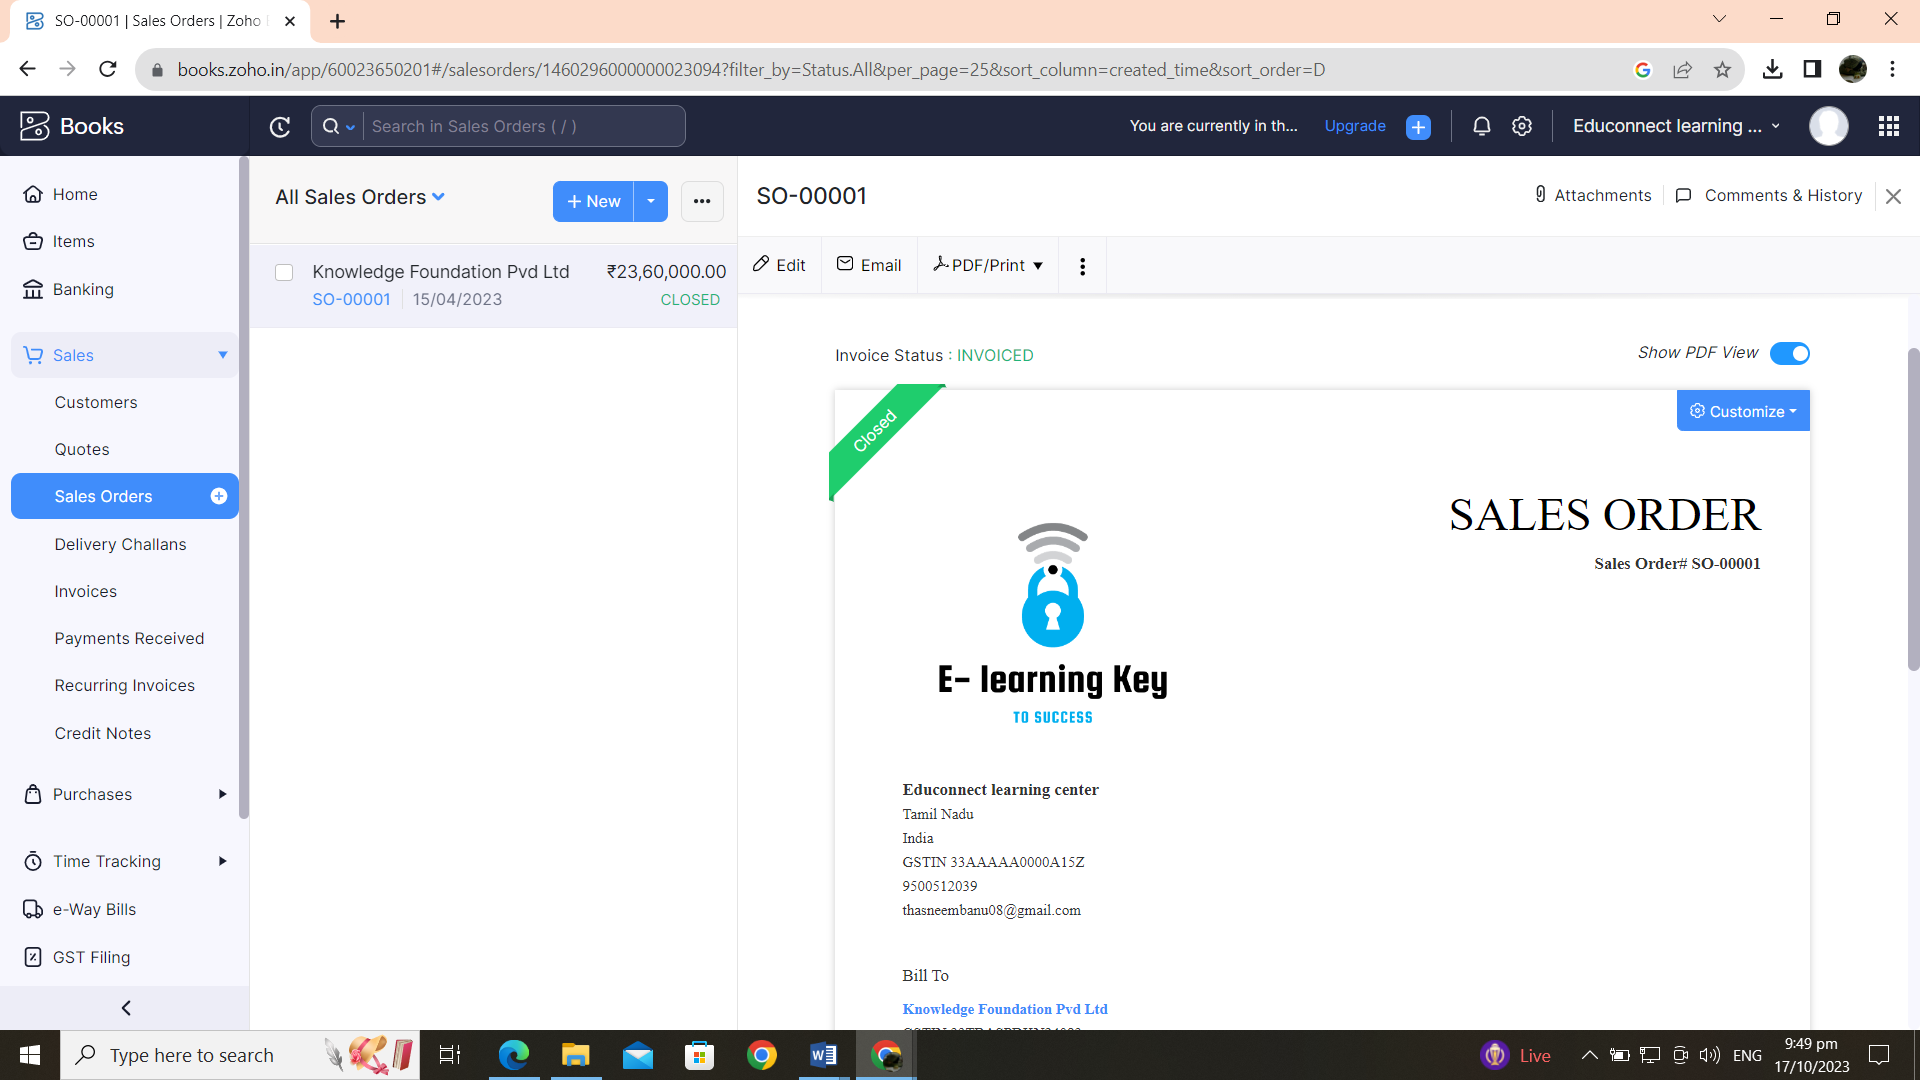 SO-00001 | Sales Orders | Zoho
books.zoho.in/app/60023650201#/salesorders/1460296000000023094?filter_by=Status.All&per_page=25&sort_column=created_time&sort_order=D
Books
Search in Sales Orders ( / )
You are currently in th...
Upgrade
Educonnect learning ...
Home
Items
Banking
Sales
Customers
Quotes
Sales Orders
Delivery Challans
Invoices
Payments Received
Recurring Invoices
Credit Notes
Purchases
Time Tracking
e-Way Bills
GST Filing
All Sales Orders
+ New
Knowledge Foundation Pvd Ltd ₹23,60,000.00
SO-00001 15/04/2023 CLOSED
SO-00001
Attachments
Comments & History
Edit
Email
PDF/Print
Invoice Status : INVOICED
Show PDF View
Customize
Closed
SALES ORDER
Sales Order# SO-00001
E- learning Key
TO SUCCESS
Educonnect learning center
Tamil Nadu
India
GSTIN 33AAAAA0000A15Z
9500512039
thasneembanu08@gmail.com
Bill To
Knowledge Foundation Pvd Ltd
Type here to search
Live
ENG
9:49 pm
17/10/2023